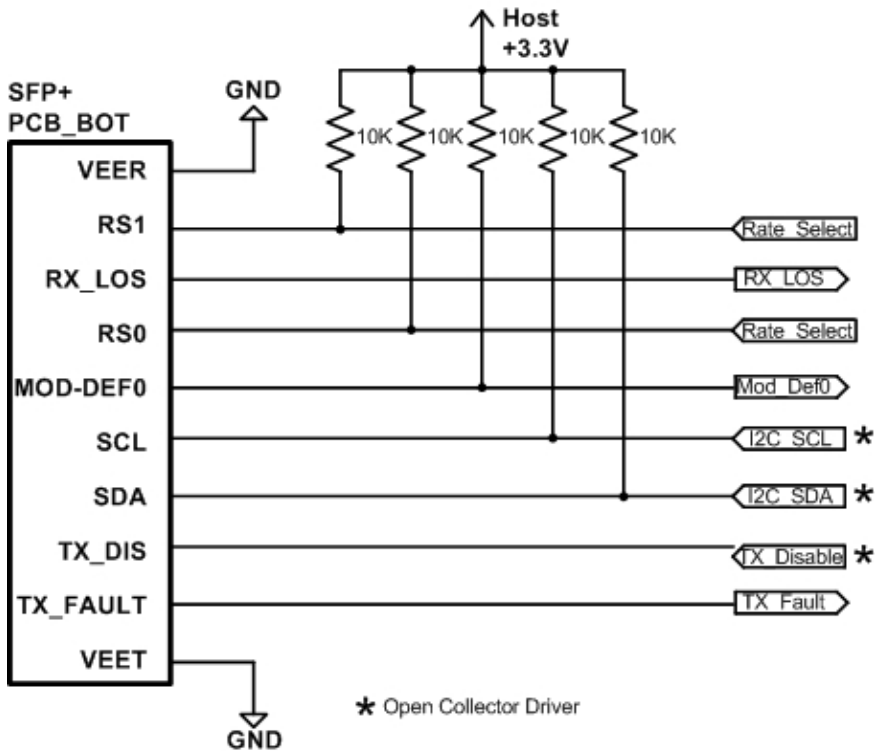 Host
+3.3V
SFP+
PCB_BOT
GND
10K 10K 10K 10K 10K
VEER
RS1 Rate_Select
RX_LOS RX_LOS
RS0 Rate_Select
MOD-DEF0 Mod_Def0
SCL I2C_SCL *
SDA I2C_SDA *
TX_DIS TX_Disable *
TX_FAULT TX_Fault
VEET
* Open Collector Driver
GND